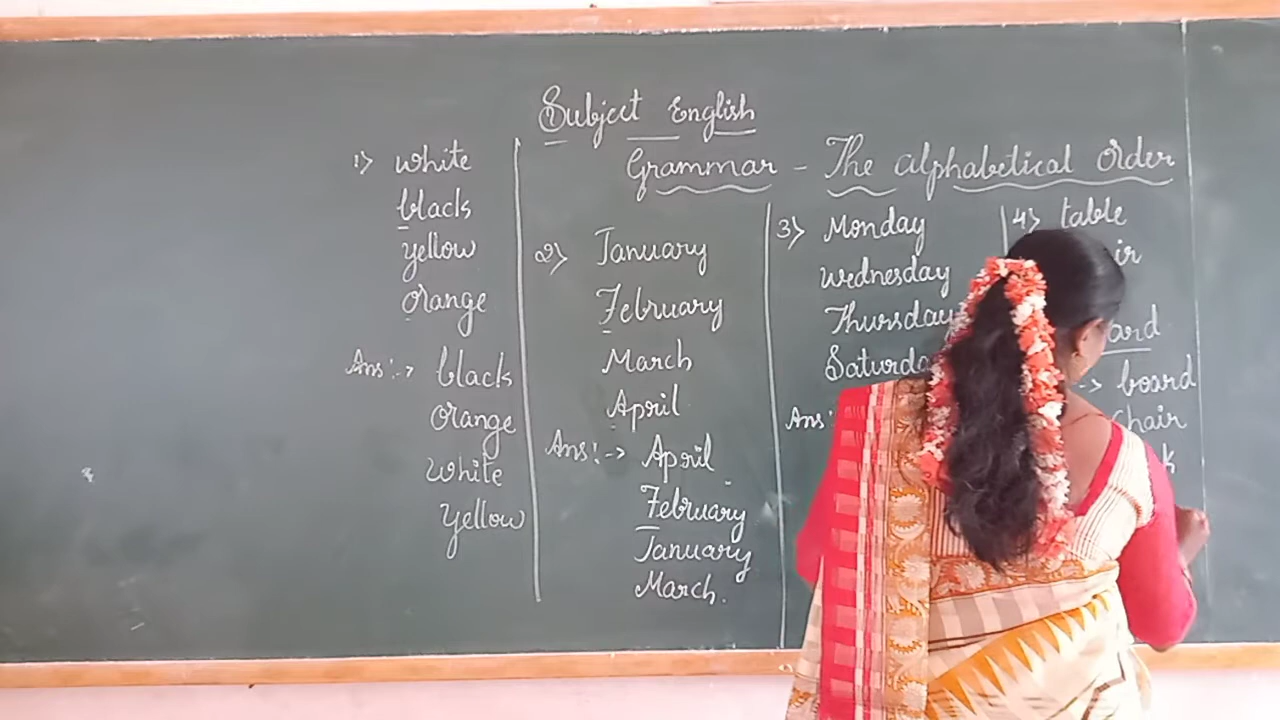 Subject English
Grammar - The alphabetical Order
1) white
black
yellow
Orange
Ans:-> black
Orange
White
yellow
2) January
February
March
April
Ans:-> April
February
January
March.
3) Monday
Wednesday
Thursday
Ans:
4) table
-> board